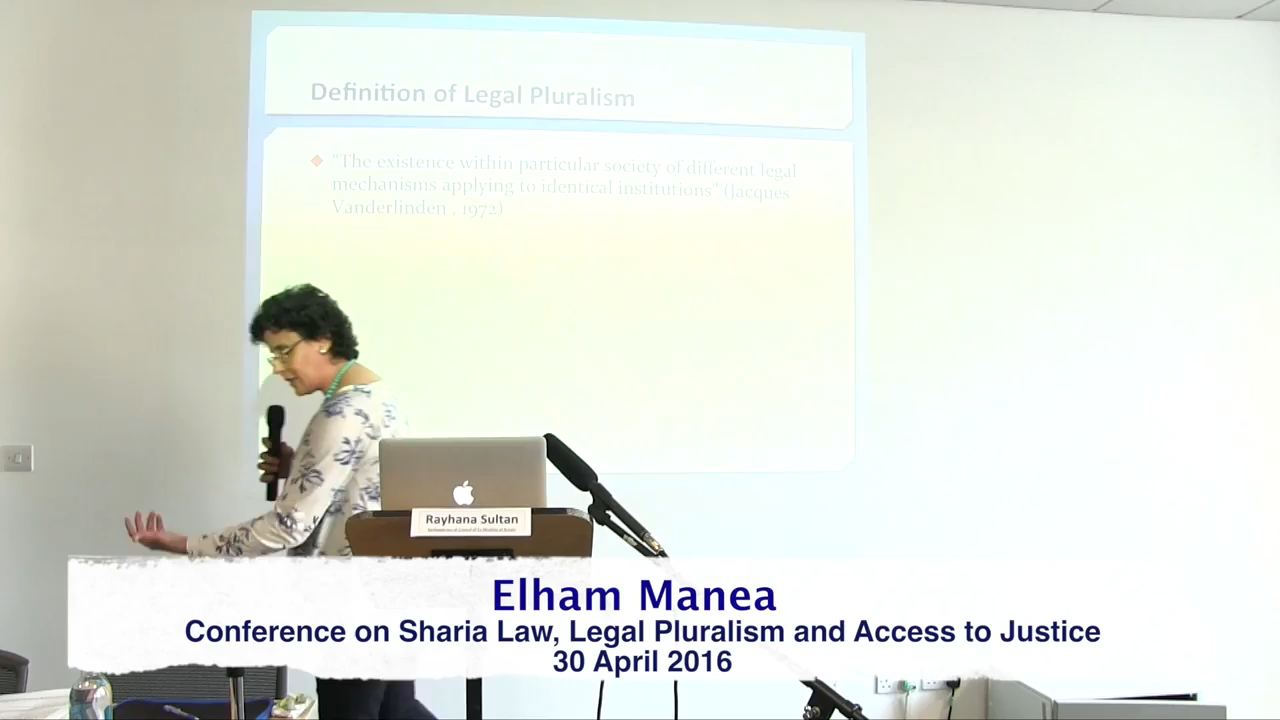 Definition of Legal Pluralism
"The existence within particular society of different legal
mechanisms applying to identical institutions" (Jacques
Vanderlinden , 1972)
Rayhana Sultan
Elham Manea
Conference on Sharia Law, Legal Pluralism and Access to Justice
30 April 2016